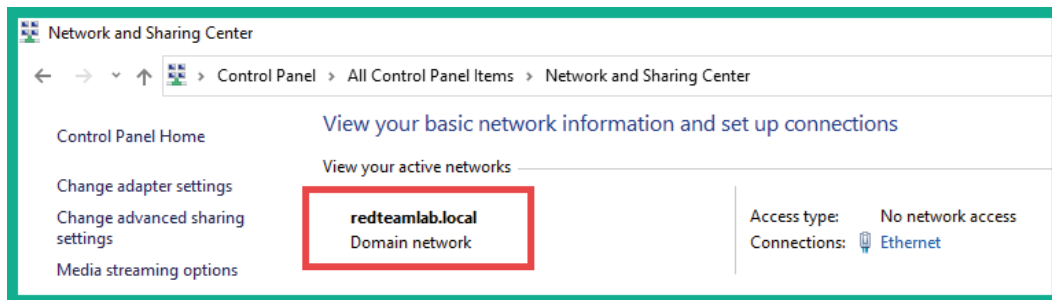 Network and Sharing Center
Control Panel > All Control Panel Items > Network and Sharing Center
Control Panel Home
View your basic network information and set up connections
View your active networks
Change adapter settings
Change advanced sharing
settings
Media streaming options
redteamlab.local
Domain network
Access type: No network access
Connections: Ethernet